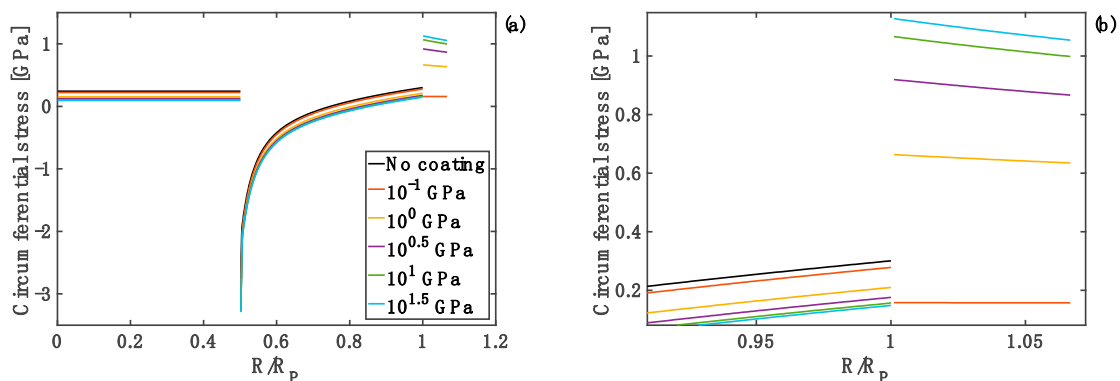 (a)
Circumferential stress [GPa]
1
0
-1
-2
-3
0
0.2
0.4
0.6
0.8
1
1.2
R/R_P
No coating
10^-1 GPa
10^0 GPa
10^0.5 GPa
10^1 GPa
10^1.5 GPa
(b)
Circumferential stress [GPa]
1
0.8
0.6
0.4
0.2
0.95
1
1.05
R/R_P